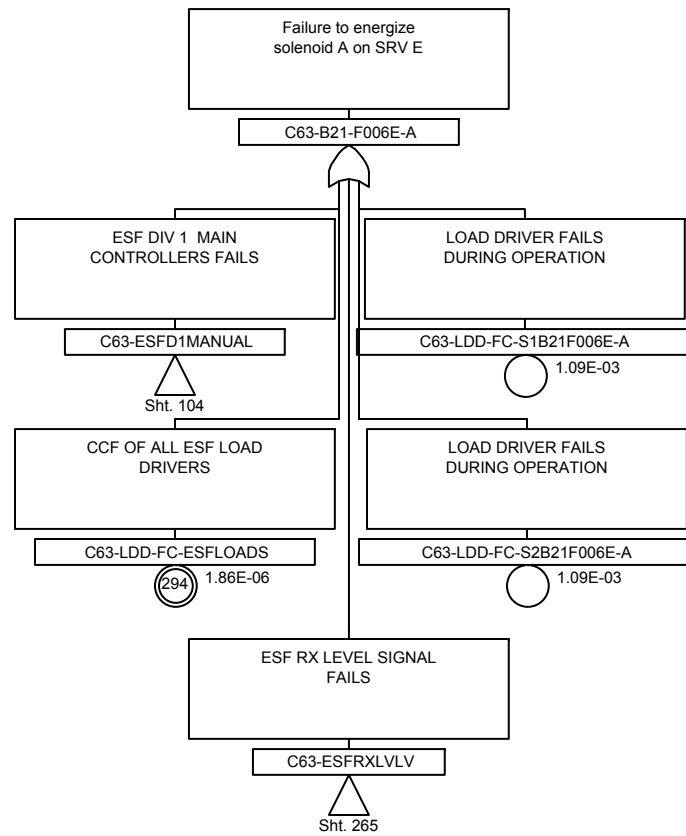 Failure to energize
solenoid A on SRV E
C63-B21-F006E-A
ESF DIV 1 MAIN
CONTROLLERS FAILS
C63-ESFD1MANUAL
Sht. 104
LOAD DRIVER FAILS
DURING OPERATION
C63-LDD-FC-S1B21F006E-A
1.09E-03
CCF OF ALL ESF LOAD
DRIVERS
C63-LDD-FC-ESFLOADS
294
1.86E-06
LOAD DRIVER FAILS
DURING OPERATION
C63-LDD-FC-S2B21F006E-A
1.09E-03
ESF RX LEVEL SIGNAL
FAILS
C63-ESFRXLVLV
Sht. 265